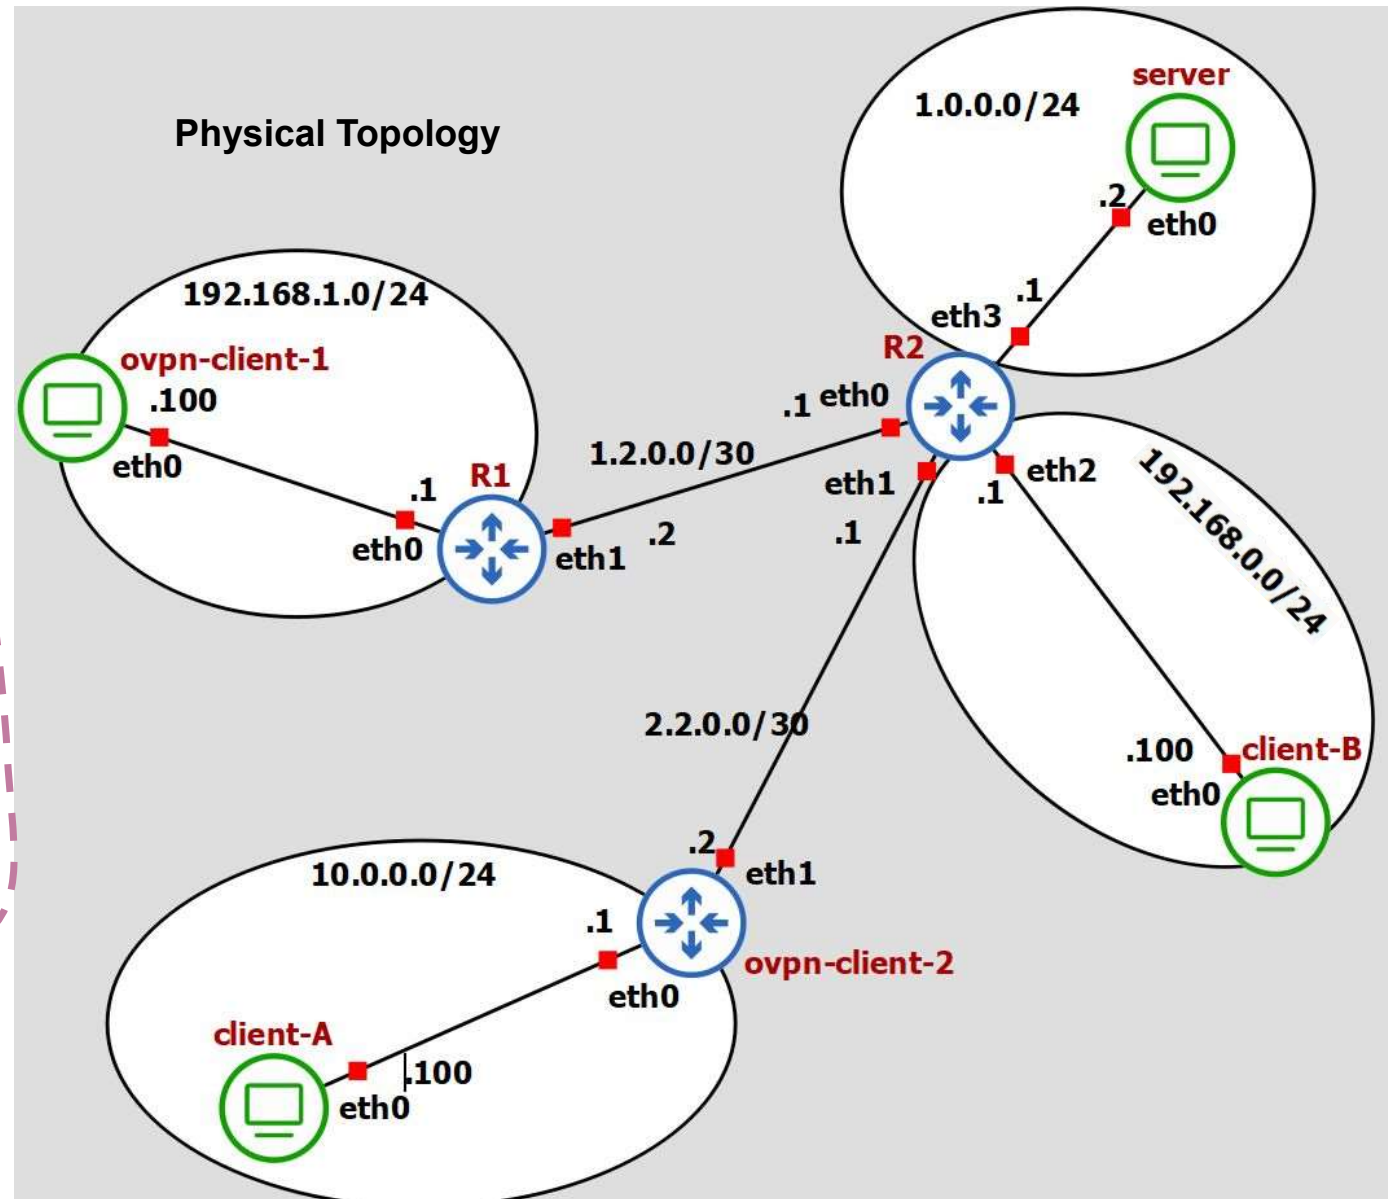 Physical Topology
1.0.0.0/24
server
.2
eth0
.1
eth3
R2
192.168.1.0/24
ovpn-client-1
.100
eth0
.1
eth0
R1
eth1
.2
1.2.0.0/30
.1
eth0
eth1
.1
.1
eth2
192.168.0.0/24
.100
client-B
eth0
2.2.0.0/30
.2
eth1
10.0.0.0/24
.1
eth0
ovpn-client-2
client-A
.100
eth0